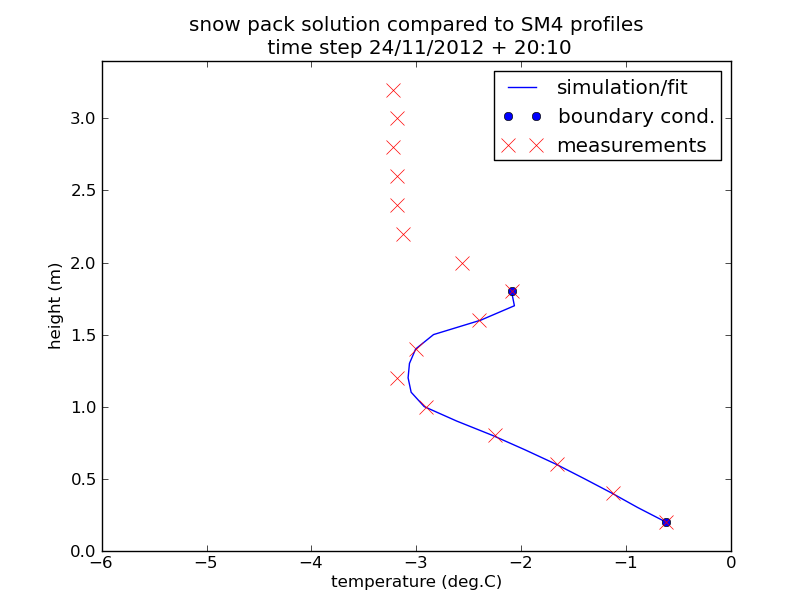 snow pack solution compared to SM4 profiles
time step 24/11/2012 + 20:10
simulation/fit
boundary cond.
measurements
3.0
2.5
2.0
1.5
1.0
0.5
0.0
height (m)
−6 −5 −4 −3 −2 −1 0
temperature (deg.C)